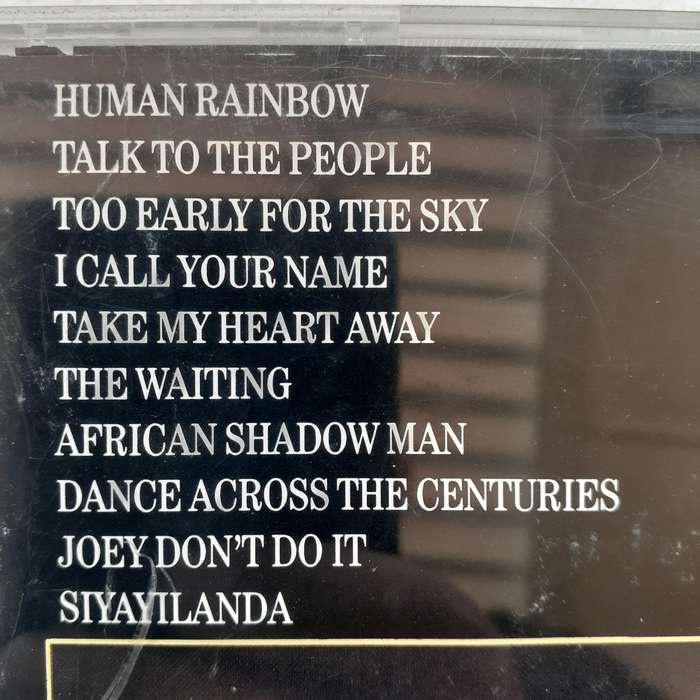 HUMAN RAINBOW
TALK TO THE PEOPLE
TOO EARLY FOR THE SKY
I CALL YOUR NAME
TAKE MY HEART AWAY
THE WAITING
AFRICAN SHADOW MAN
DANCE ACROSS THE CENTURIES
JOEY DON'T DO IT
SIYAYILANDA